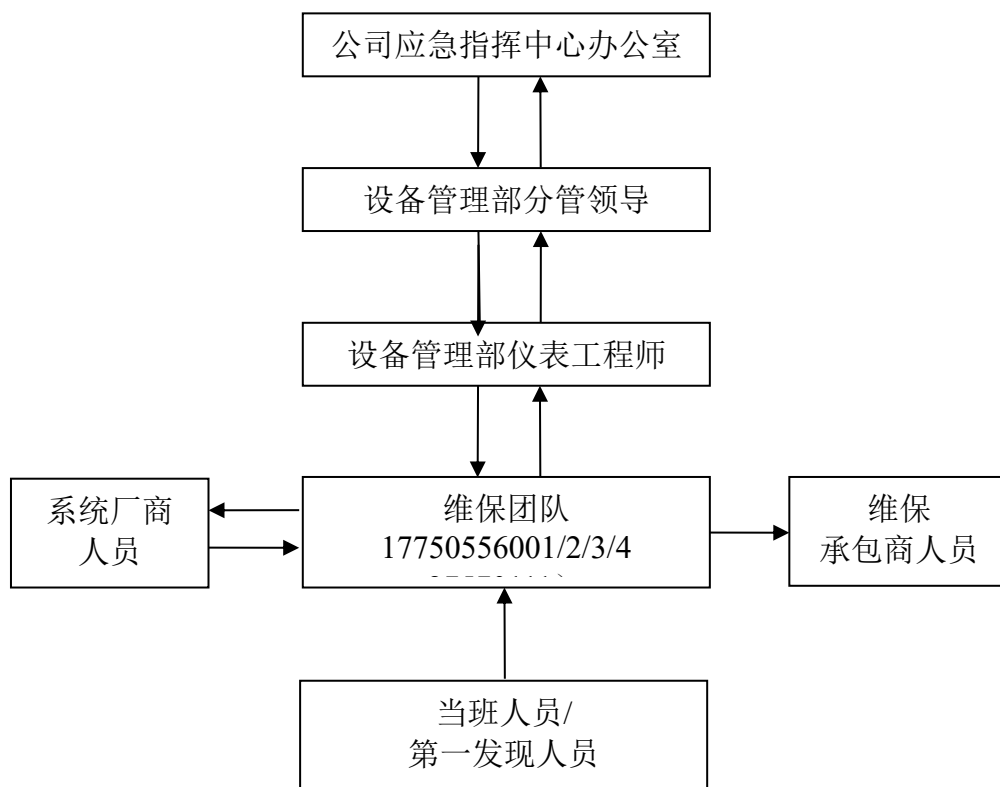 公司应急指挥中心办公室
设备管理部分管领导
设备管理部仪表工程师
系统厂商
人员
维保团队
17750556001/2/3/4
维保
承包商人员
当班人员/
第一发现人员